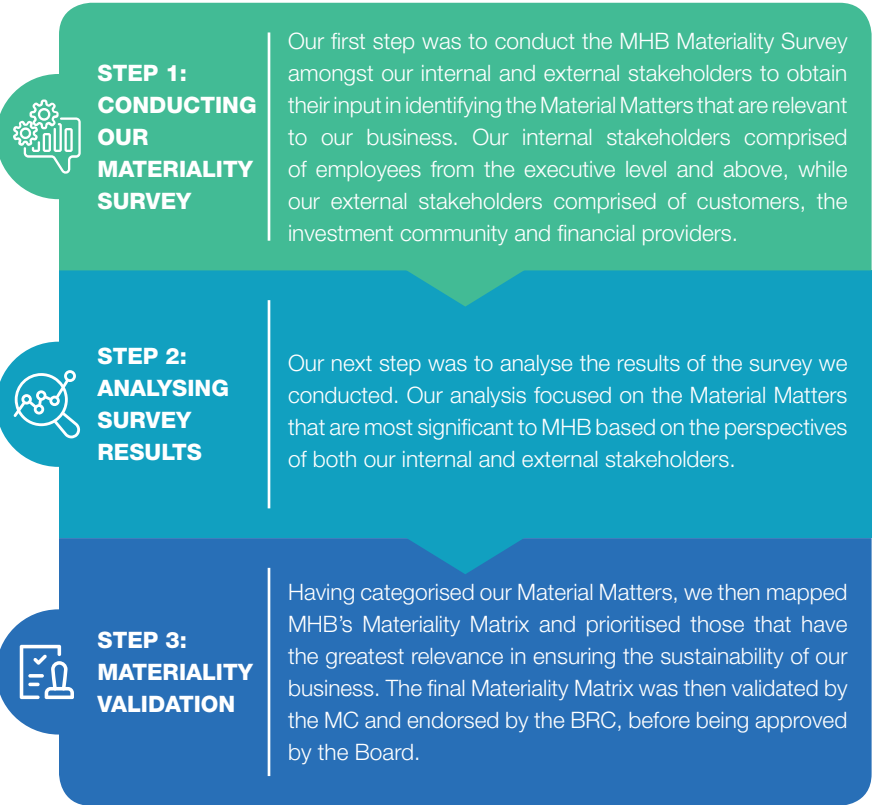 STEP 1:
CONDUCTING
OUR
MATERIALITY
SURVEY
Our first step was to conduct the MHB Materiality Survey
amongst our internal and external stakeholders to obtain
their input in identifying the Material Matters that are relevant
to our business. Our internal stakeholders comprised
of employees from the executive level and above, while
our external stakeholders comprised of customers, the
investment community and financial providers.
STEP 2:
ANALYSING
SURVEY
RESULTS
Our next step was to analyse the results of the survey we
conducted. Our analysis focused on the Material Matters
that are most significant to MHB based on the perspectives
of both our internal and external stakeholders.
STEP 3:
MATERIALITY
VALIDATION
Having categorised our Material Matters, we then mapped
MHB’s Materiality Matrix and prioritised those that have
the greatest relevance in ensuring the sustainability of our
business. The final Materiality Matrix was then validated by
the MC and endorsed by the BRC, before being approved
by the Board.